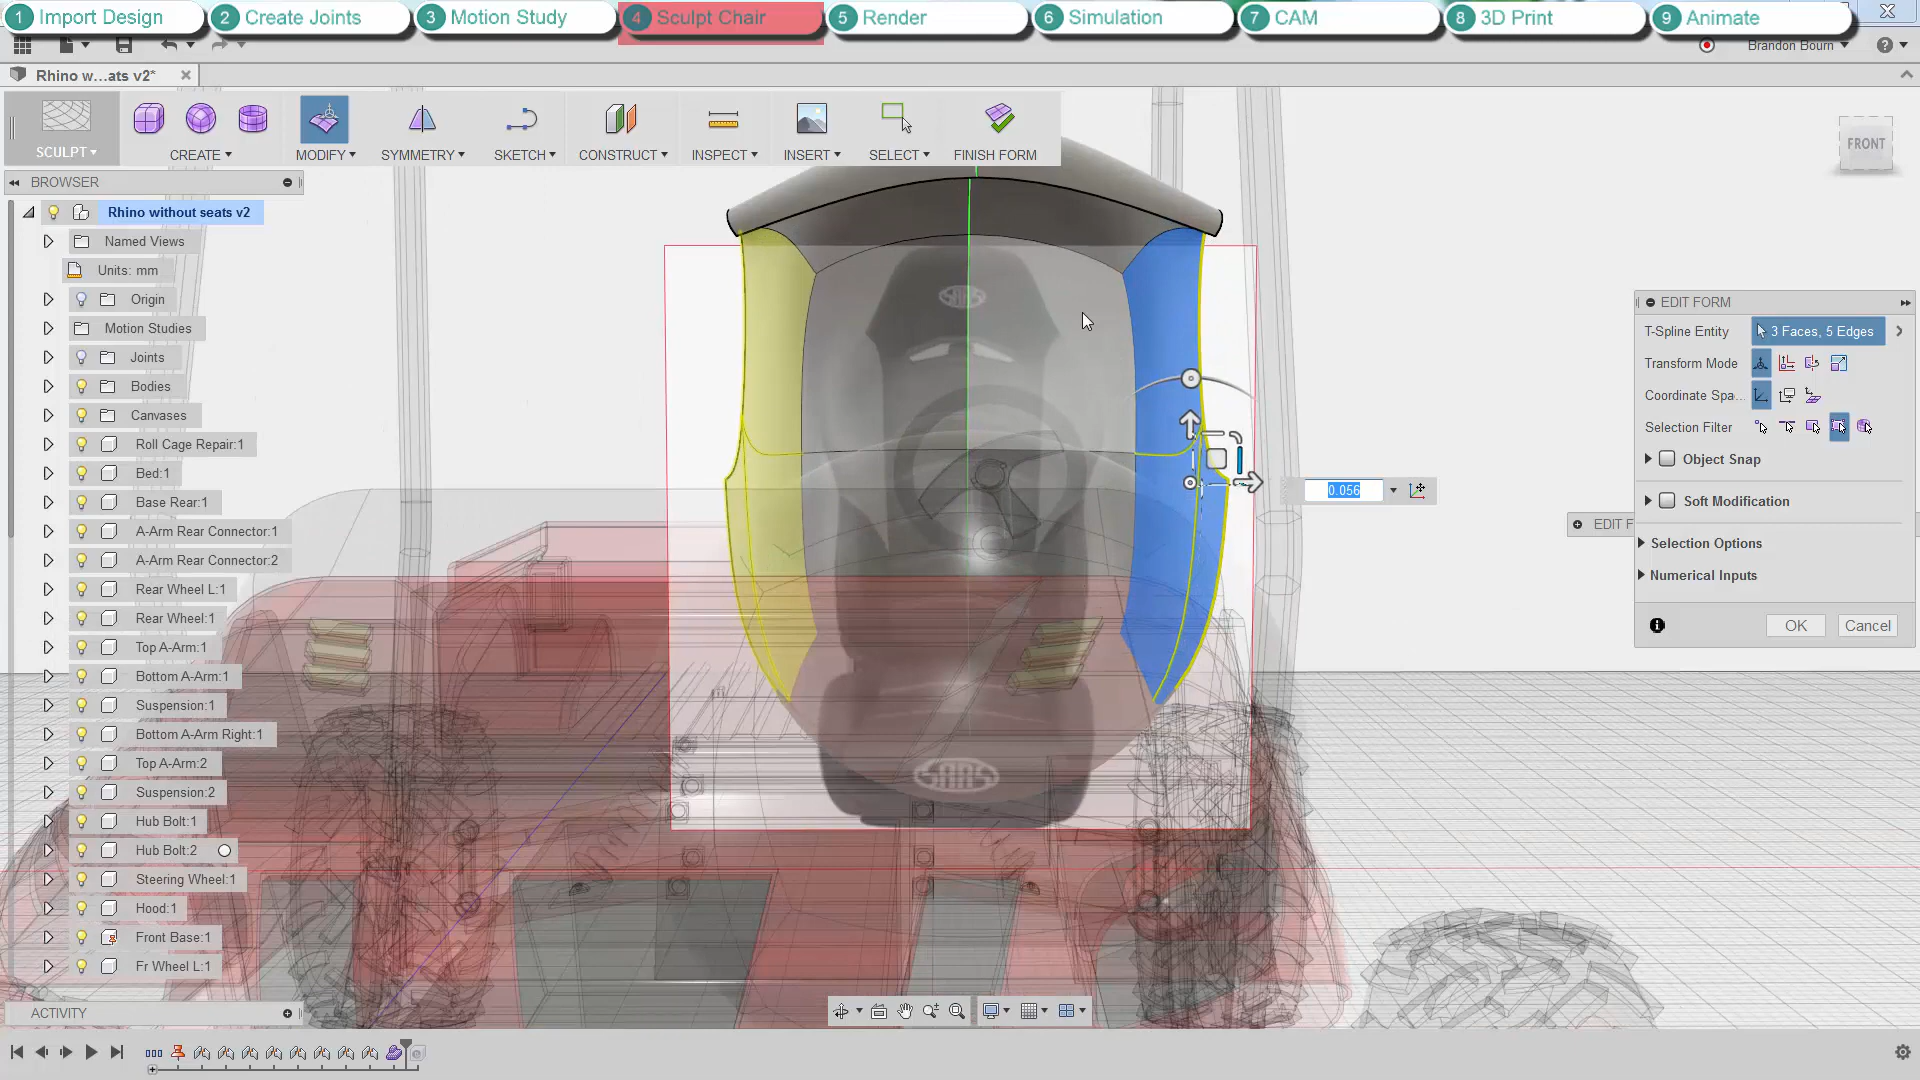 1 Import Design
2 Create Joints
3 Motion Study
4 Sculpt Chair
5 Render
6 Simulation
7 CAM
8 3D Print
9 Animate
Brandon Bourn
Rhino w...ats v2*
SCULPT
CREATE
MODIFY
SYMMETRY
SKETCH
CONSTRUCT
INSPECT
INSERT
SELECT
FINISH FORM
FRONT
BROWSER
Rhino without seats v2
Named Views
Units: mm
Origin
Motion Studies
Joints
Bodies
Canvases
Roll Cage Repair:1
Bed:1
Base Rear:1
A-Arm Rear Connector:1
A-Arm Rear Connector:2
Rear Wheel L:1
Rear Wheel:1
Top A-Arm:1
Bottom A-Arm:1
Suspension:1
Bottom A-Arm Right:1
Top A-Arm:2
Suspension:2
Hub Bolt:1
Hub Bolt:2
Steering Wheel:1
Hood:1
Front Base:1
Fr Wheel L:1
ACTIVITY
SAAS
SAAS
0.056
EDIT F
EDIT FORM
T-Spline Entity
3 Faces, 5 Edges
Transform Mode
Coordinate Spa...
Selection Filter
Object Snap
Soft Modification
Selection Options
Numerical Inputs
OK
Cancel